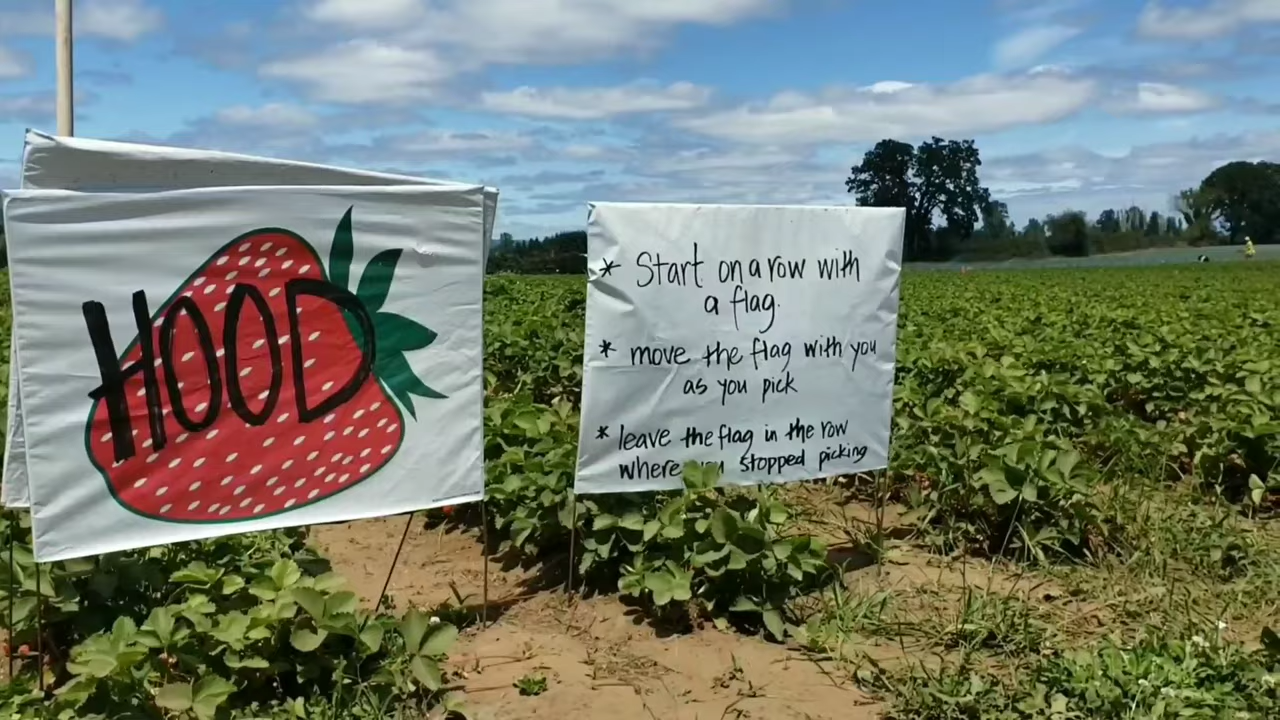 HOOD
* Start on a row with
a flag.
* move the flag with you
as you pick
* leave the flag in the row
where you stopped picking